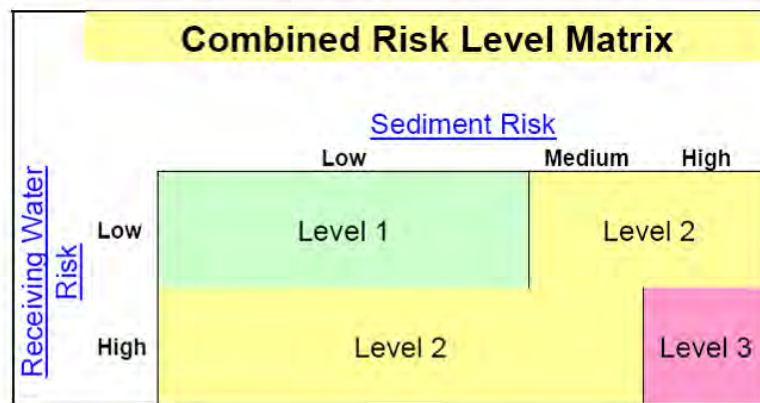 Combined Risk Level Matrix
Sediment Risk
Low Medium High
Receiving Water
Risk
Low Level 1 Level 2
High Level 2 Level 3